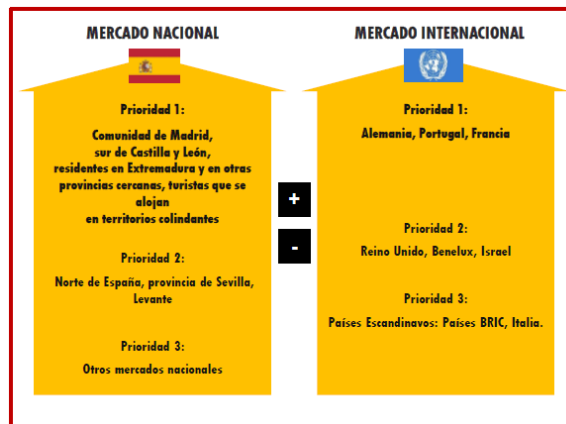 MERCADO NACIONAL
Prioridad 1:
Comunidad de Madrid,
sur de Castilla y León,
residentes en Extremadura y en otras
provincias cercanas, turistas que se
alojan
en territorios colindantes
Prioridad 2:
Norte de España, provincia de Sevilla,
Levante
Prioridad 3:
Otros mercados nacionales
+
-
MERCADO INTERNACIONAL
Prioridad 1:
Alemania, Portugal, Francia
Prioridad 2:
Reino Unido, Benelux, Israel
Prioridad 3:
Países Escandinavos: Países BRIC, Italia.